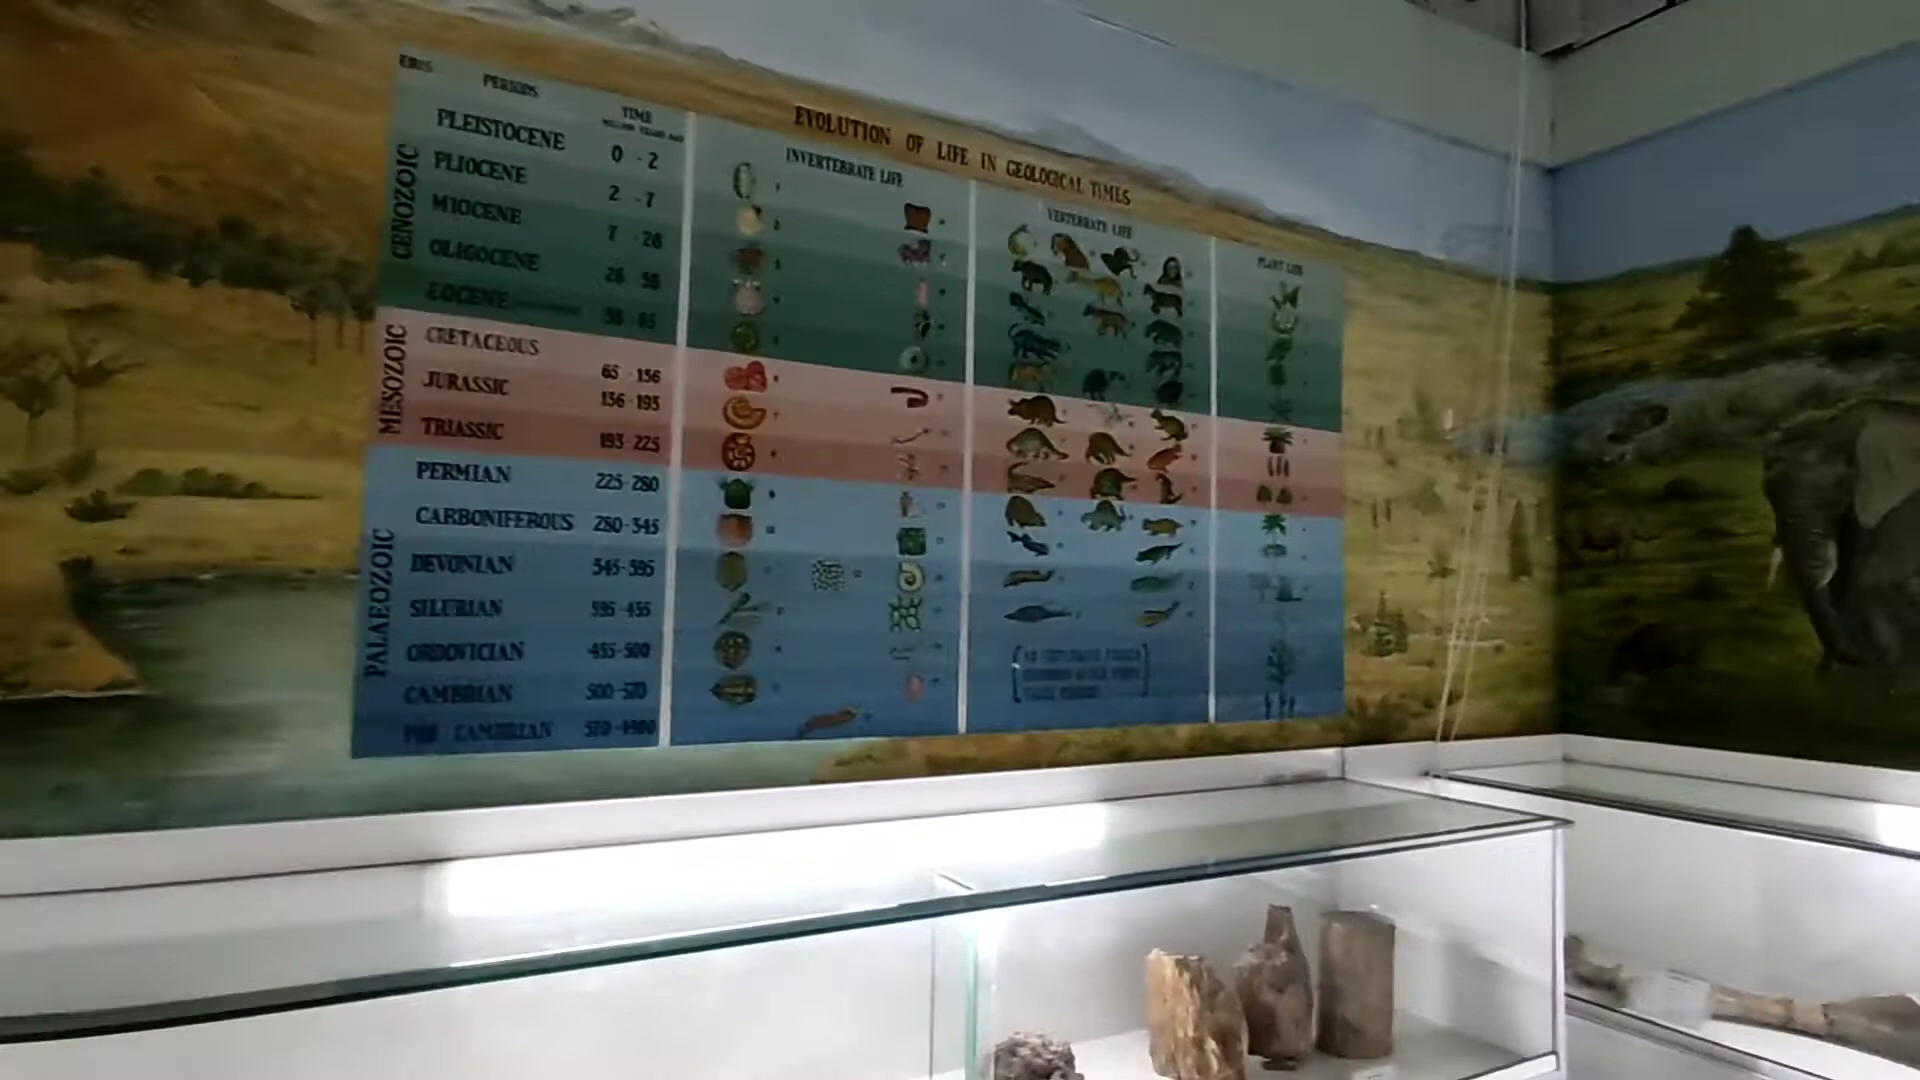 EVOLUTION OF LIFE IN GEOLOGICAL TIMES
ERAS PERIODS TIME
MILLION YEARS AGO
INVERTEBRATE LIFE
VERTEBRATE LIFE
PLANT LIFE
CENOZOIC
PLEISTOCENE 0 - 2
PLIOCENE 2 - 7
MIOCENE 7 - 26
OLIGOCENE 26 - 38
EOCENE 38 - 65
MESOZOIC
CRETACEOUS 65 - 136
JURASSIC 136 - 193
TRIASSIC 193 - 225
PALAEOZOIC
PERMIAN 225 - 280
CARBONIFEROUS 280 - 345
DEVONIAN 345 - 395
SILURIAN 395 - 435
ORDOVICIAN 435 - 500
CAMBRIAN 500 - 570
PRE CAMBRIAN